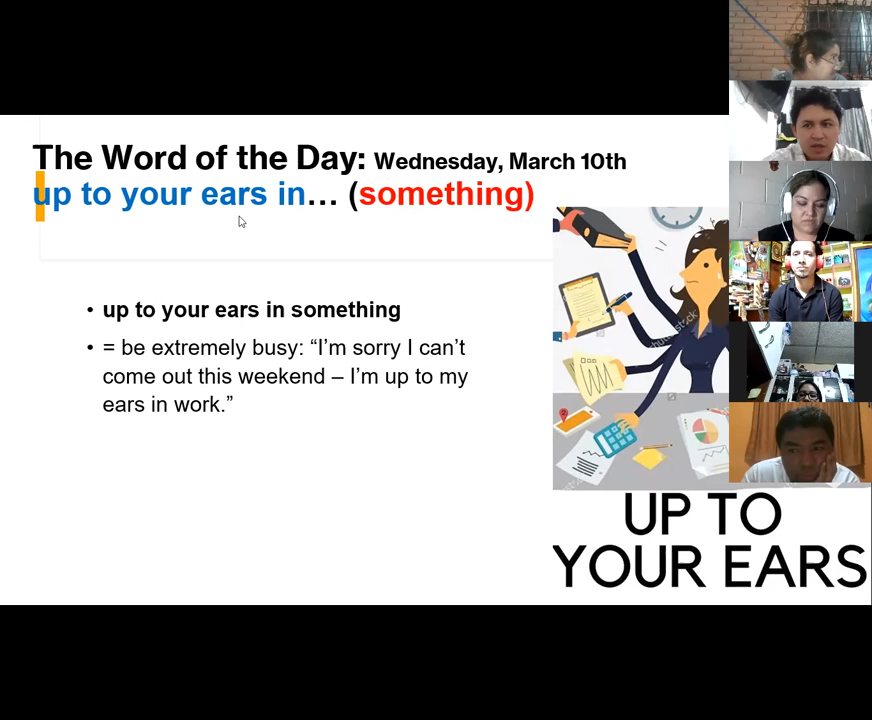 The Word of the Day: Wednesday, March 10th
up to your ears in… (something)
• up to your ears in something
• = be extremely busy: “I’m sorry I can’t
come out this weekend – I’m up to my
ears in work.”
shutterstock
UP TO
YOUR EARS